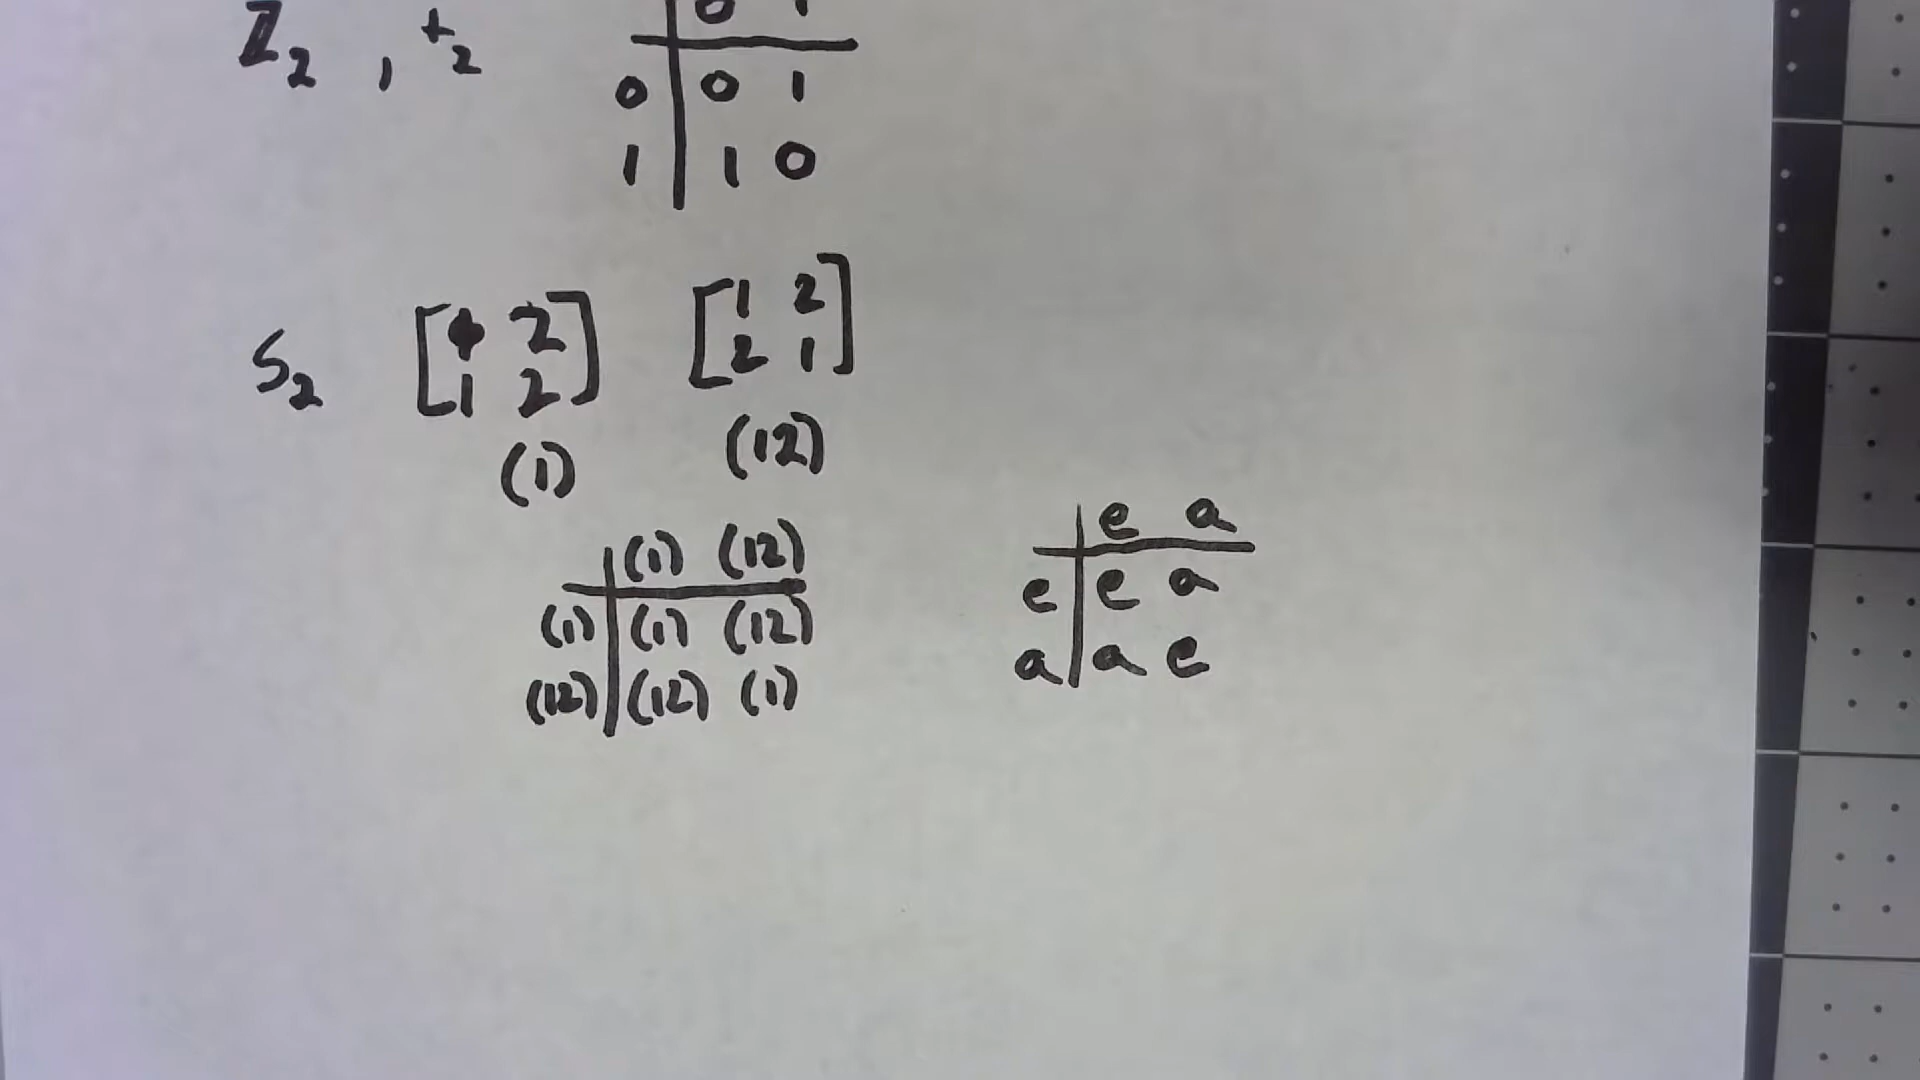 ℤ₂ , +₂
0 1
0 0 1
1 1 0
S₂ [1 2 [1 2
1 2] 2 1]
(1) (12)
(1) (12)
(1) (1) (12)
(12) (12) (1)
e a
e e a
a a e